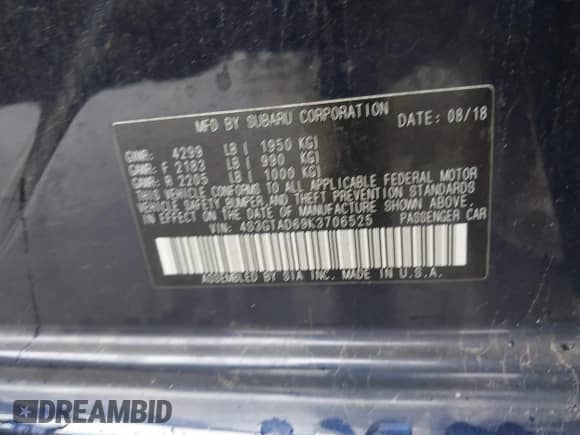 MFD BY SUBARU CORPORATION DATE: 08/18
GVWR: 4299 LB ( 1950 KG)
GAWR: F 2183 LB ( 990 KG)
GAWR: R 2205 LB ( 1000 KG)
THIS VEHICLE CONFORMS TO ALL APPLICABLE FEDERAL MOTOR
VEHICLE SAFETY, BUMPER, AND THEFT PREVENTION STANDARDS
IN EFFECT ON THE DATE OF MANUFACTURE SHOWN ABOVE.
VIN: 4S3GTAD69K3706525 PASSENGER CAR
ASSEMBLED BY SIA INC. MADE IN U.S.A.
DREAMBID